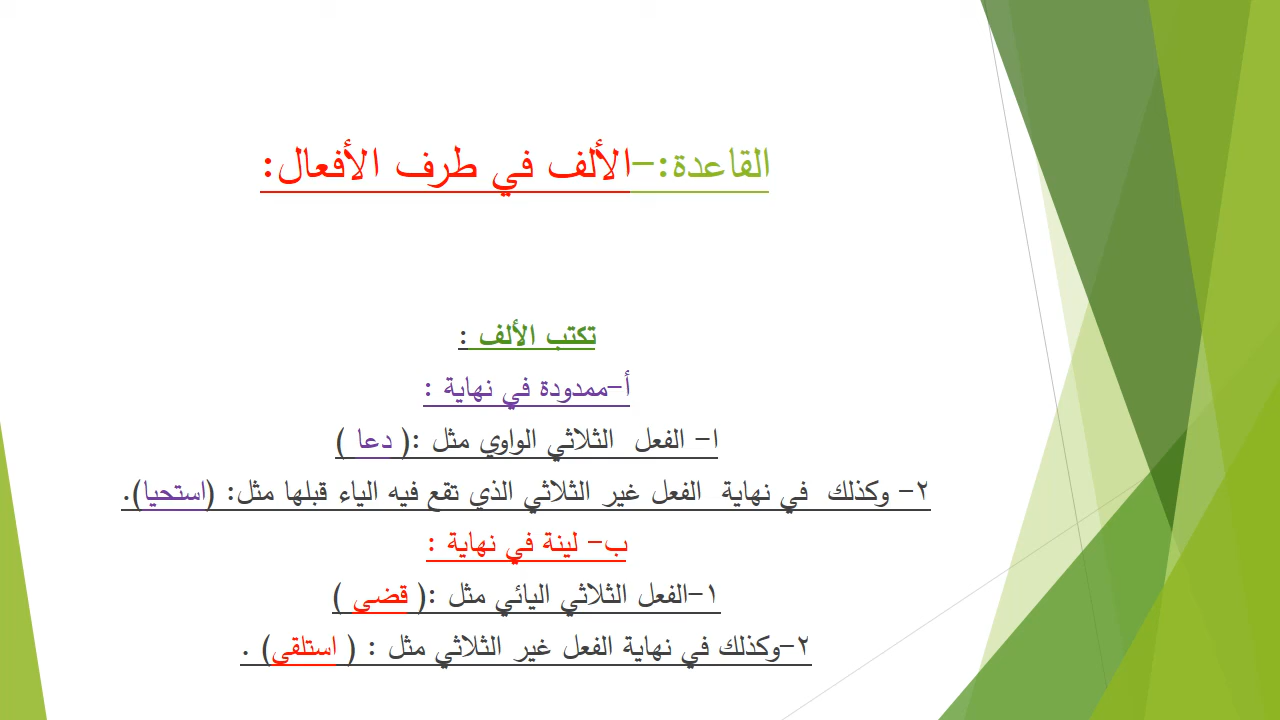 القاعدة:-الألف في طرف الأفعال:
تكتب الألف :
أ-ممدودة في نهاية :
ا- الفعل الثلاثي الواوي مثل :( دعا )
٢- وكذلك في نهاية الفعل غير الثلاثي الذي تقع فيه الياء قبلها مثل: (استحيا).
ب- لينة في نهاية :
١-الفعل الثلاثي اليائي مثل :( قضى )
٢-وكذلك في نهاية الفعل غير الثلاثي مثل : ( استلقى) .